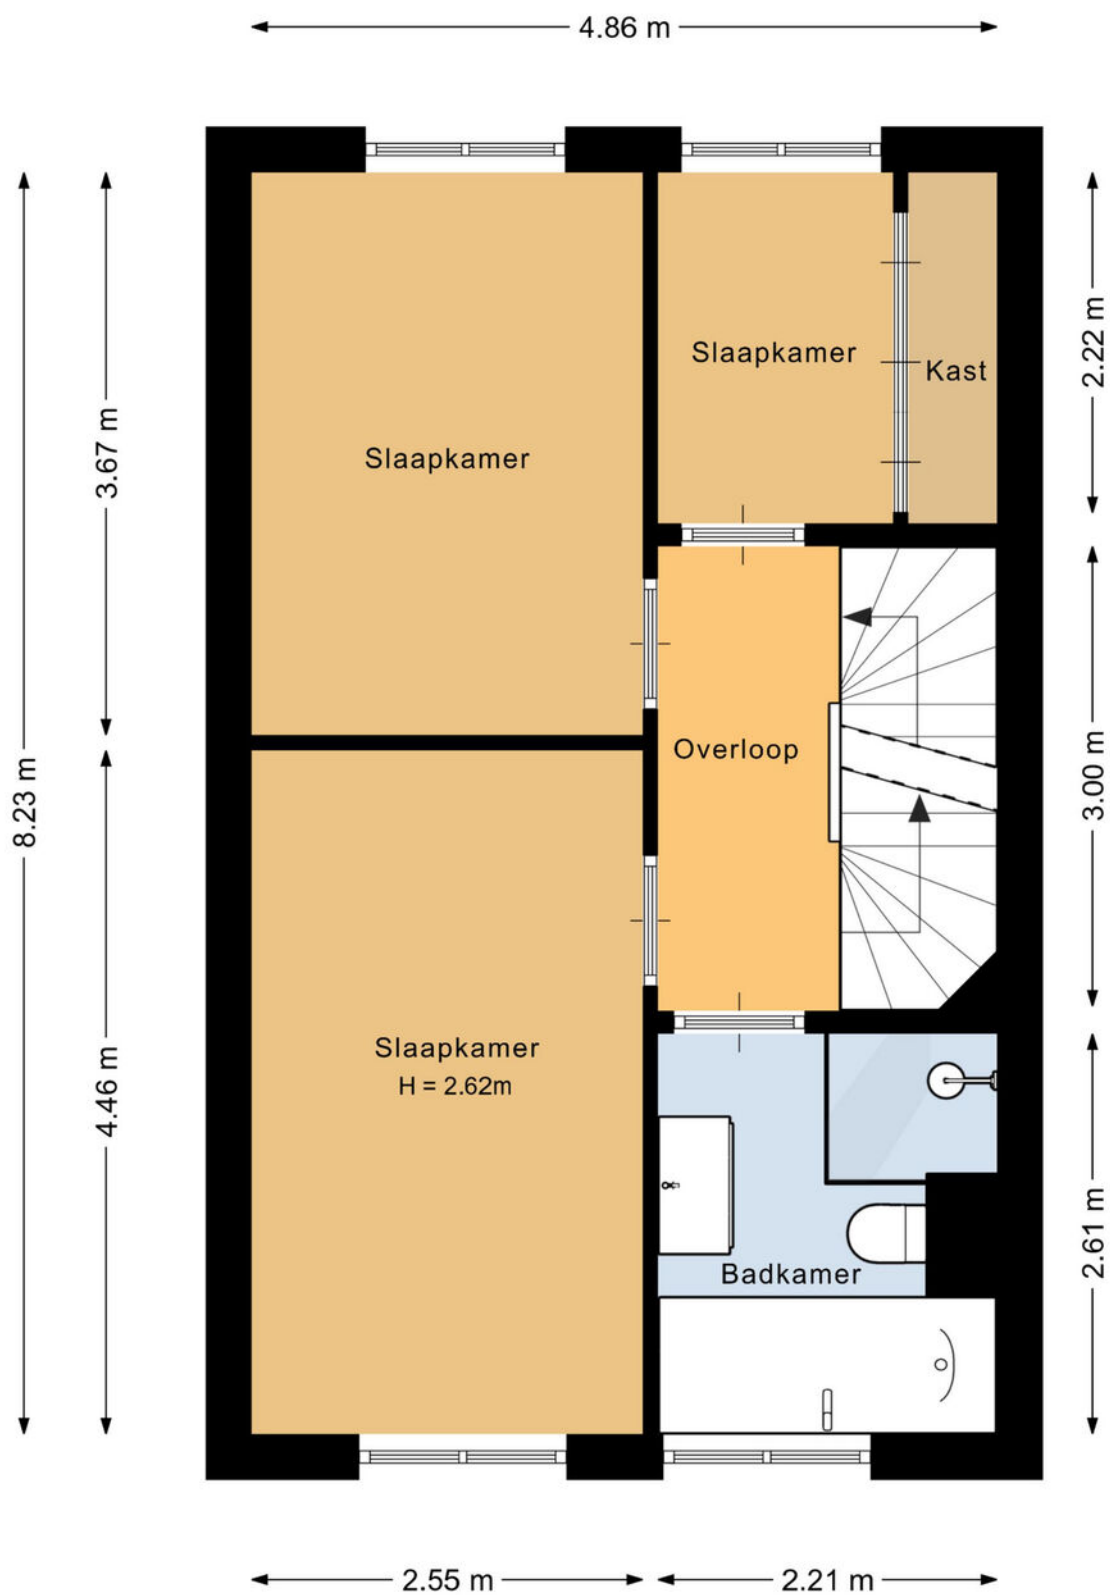 4.86 m
Slaapkamer
Kast
2.22 m
3.67 m
Slaapkamer
Overloop
8.23 m
3.00 m
Slaapkamer
H = 2.62m
4.46 m
2.61 m
Badkamer
2.55 m
2.21 m